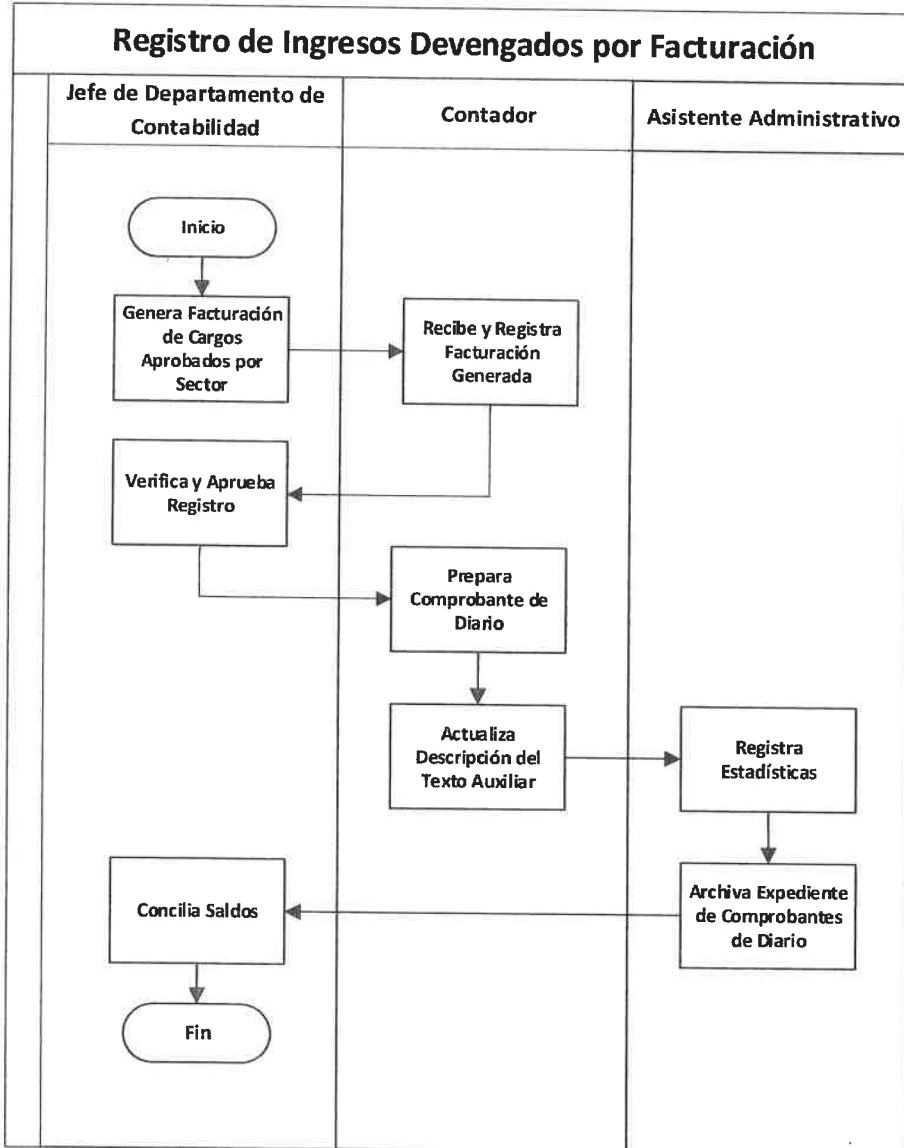 Registro de Ingresos Devengados por Facturación
Jefe de Departamento de
Contabilidad
Contador
Asistente Administrativo
Inicio
Genera Facturación
de Cargos
Aprobados por
Sector
Recibe y Registra
Facturación
Generada
Verifica y Aprueba
Registro
Prepara
Comprobante de
Diario
Actualiza
Descripción del
Texto Auxiliar
Registra
Estadísticas
Archiva Expediente
de Comprobantes
de Diario
Concilia Saldos
Fin